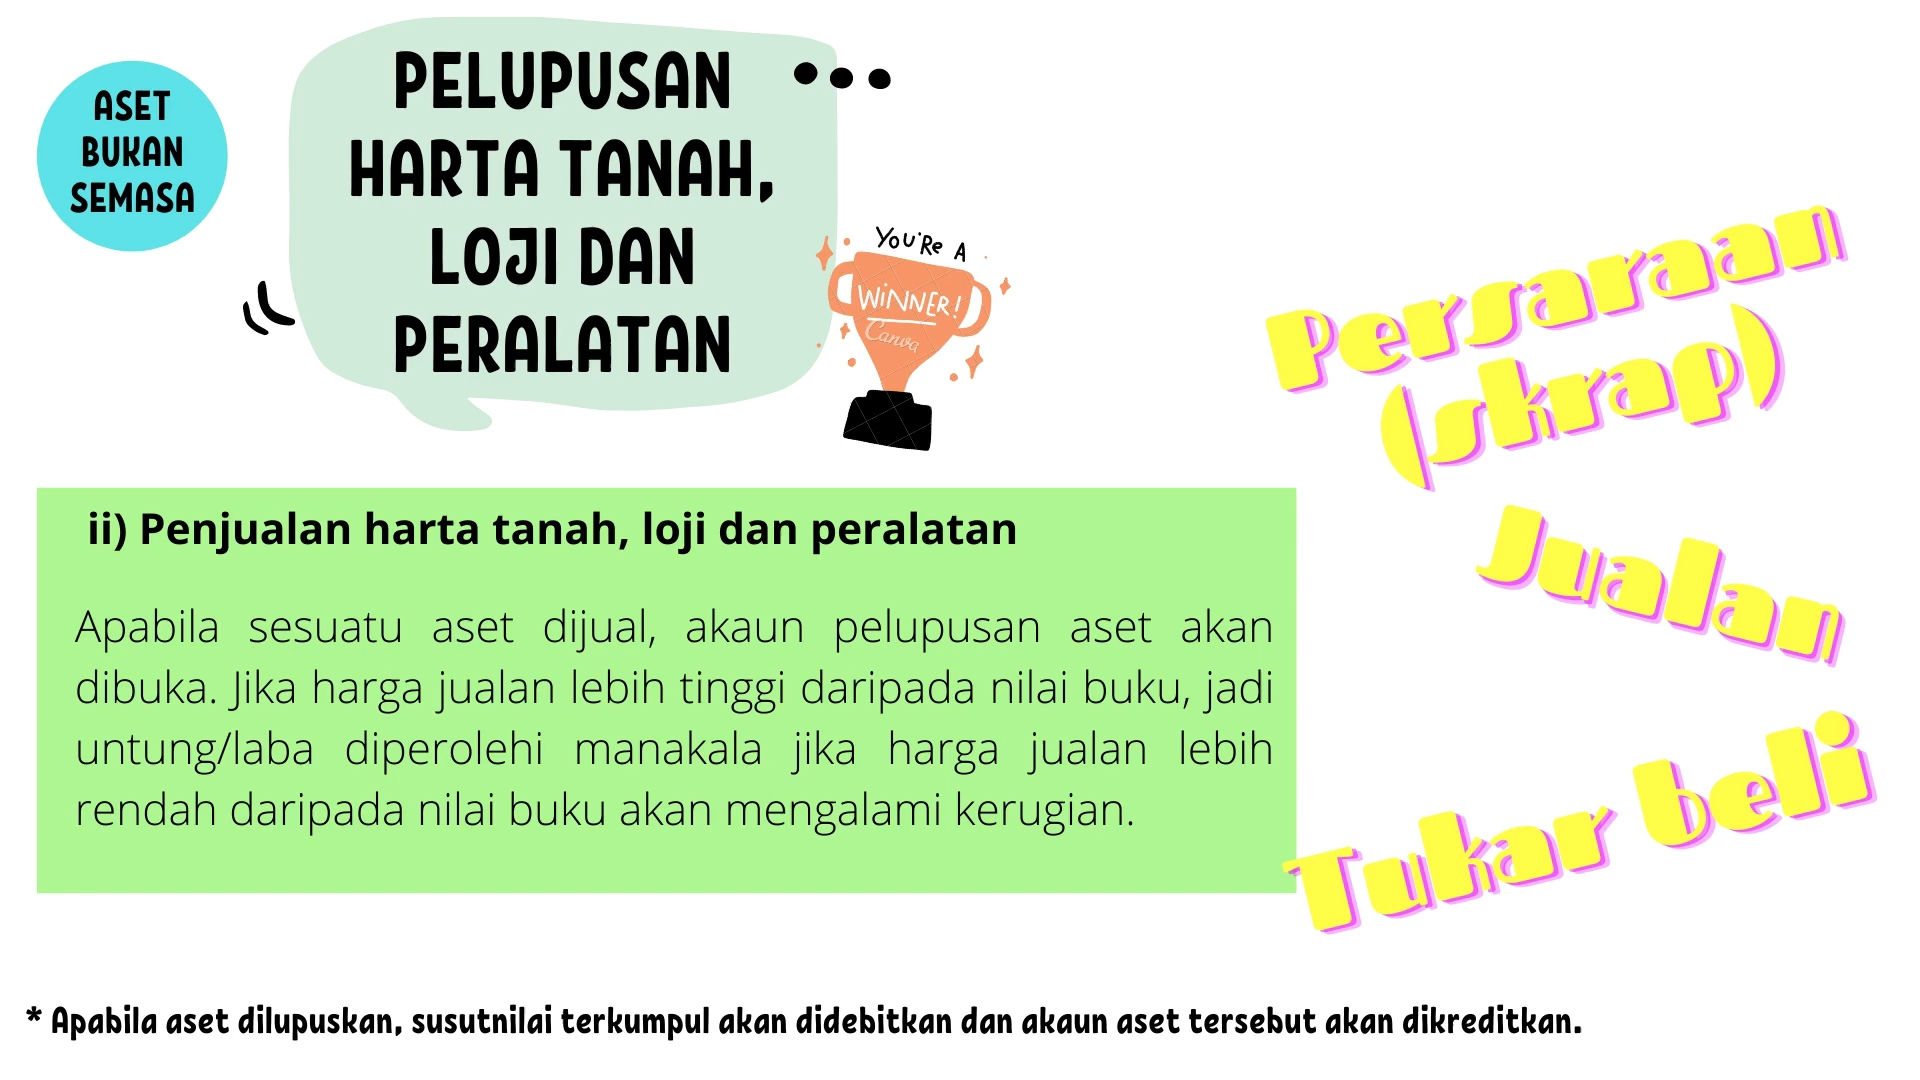 ASET
BUKAN
SEMASA
PELUPUSAN
HARTA TANAH,
LOJI DAN
PERALATAN
YOU'RE A
WINNER!
Canva
Persaraan
(skrap)
Jualan
Tukar beli
ii) Penjualan harta tanah, loji dan peralatan
Apabila sesuatu aset dijual, akaun pelupusan aset akan
dibuka. Jika harga jualan lebih tinggi daripada nilai buku, jadi
untung/laba diperolehi manakala jika harga jualan lebih
rendah daripada nilai buku akan mengalami kerugian.
* Apabila aset dilupuskan, susutnilai terkumpul akan didebitkan dan akaun aset tersebut akan dikreditkan.